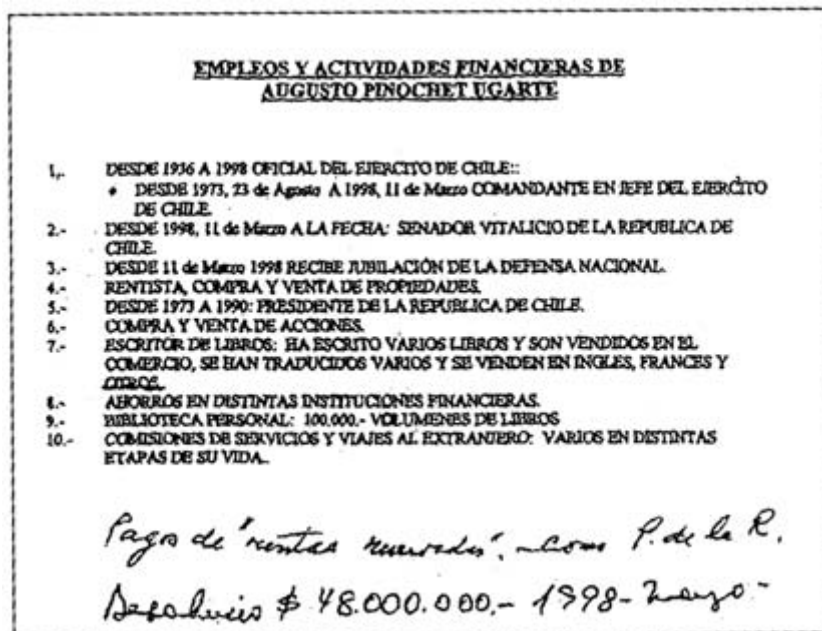 EMPLEOS Y ACTIVIDADES FINANCIERAS DE
AUGUSTO PINOCHET UGARTE
1,- DESDE 1936 A 1998 OFICIAL DEL EJERCITO DE CHILE::
• DESDE 1973, 23 de Agosto A 1998, 11 de Marzo COMANDANTE EN JEFE DEL EJERCITO
DE CHILE.
2.- DESDE 1998, 11 de Marzo A LA FECHA: SENADOR VITALICIO DE LA REPUBLICA DE
CHILE.
3.- DESDE 11 de Marzo 1998 RECIBE JUBILACIÓN DE LA DEFENSA NACIONAL.
4.- RENTISTA, COMPRA Y VENTA DE PROPIEDADES.
5.- DESDE 1973 A 1990: PRESIDENTE DE LA REPUBLICA DE CHILE.
6.- COMPRA Y VENTA DE ACCIONES.
7.- ESCRITOR DE LIBROS: HA ESCRITO VARIOS LIBROS Y SON VENDIDOS EN EL
COMERCIO, SE HAN TRADUCIDOS VARIOS Y SE VENDEN EN INGLES, FRANCES Y
OTROS.
8.- AHORROS EN DISTINTAS INSTITUCIONES FINANCIERAS.
9.- BIBLIOTECA PERSONAL: 100.000.- VOLUMENES DE LIBROS
10.- COMISIONES DE SERVICIOS Y VIAJES AL EXTRANJERO: VARIOS EN DISTINTAS
ETAPAS DE SU VIDA..
Pagos de "rentas reservadas".- Como P. de la R.
Desahucio $ 48.000.000.- 1998- marzo.-